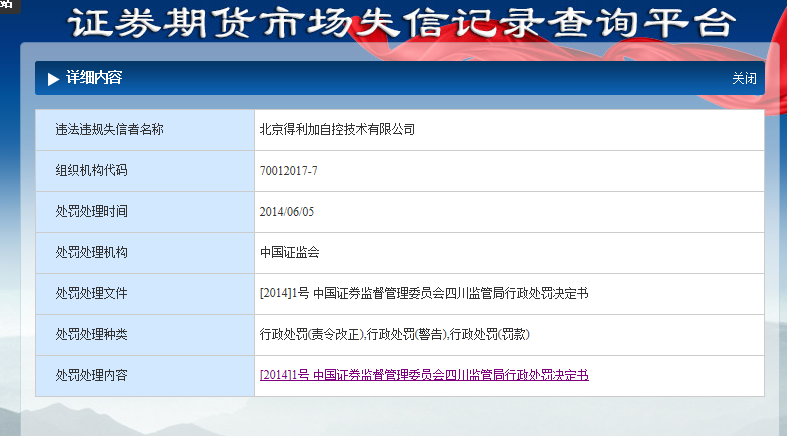 站
证券期货市场失信记录查询平台
详细内容 关闭
违法违规失信者名称 北京得利加自控技术有限公司
组织机构代码 70012017-7
处罚处理时间 2014/06/05
处罚处理机构 中国证监会
处罚处理文件 [2014]1号 中国证券监督管理委员会四川监管局行政处罚决定书
处罚处理种类 行政处罚(责令改正),行政处罚(警告),行政处罚(罚款)
处罚处理内容 [2014]1号 中国证券监督管理委员会四川监管局行政处罚决定书